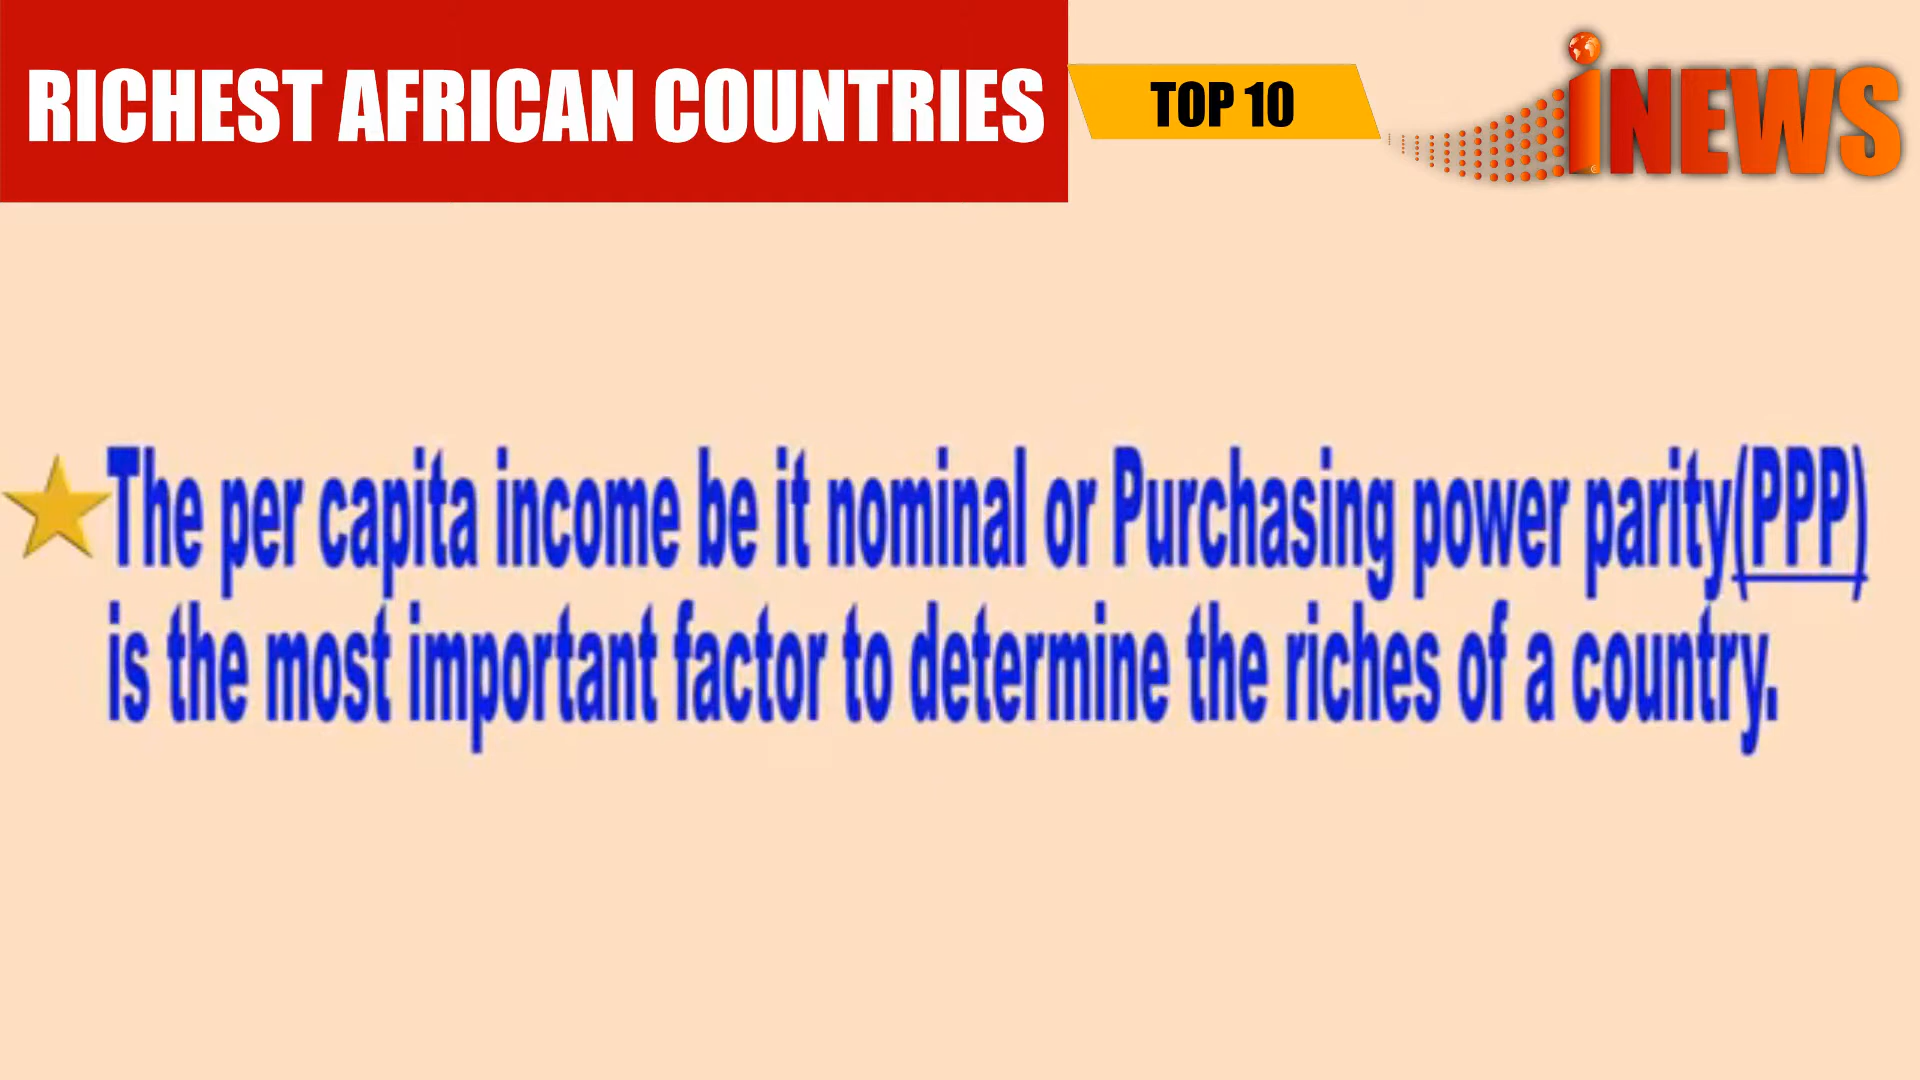 RICHEST AFRICAN COUNTRIES
TOP 10
iNEWS
The per capita income be it nominal or Purchasing power parity(PPP)
is the most important factor to determine the riches of a country.